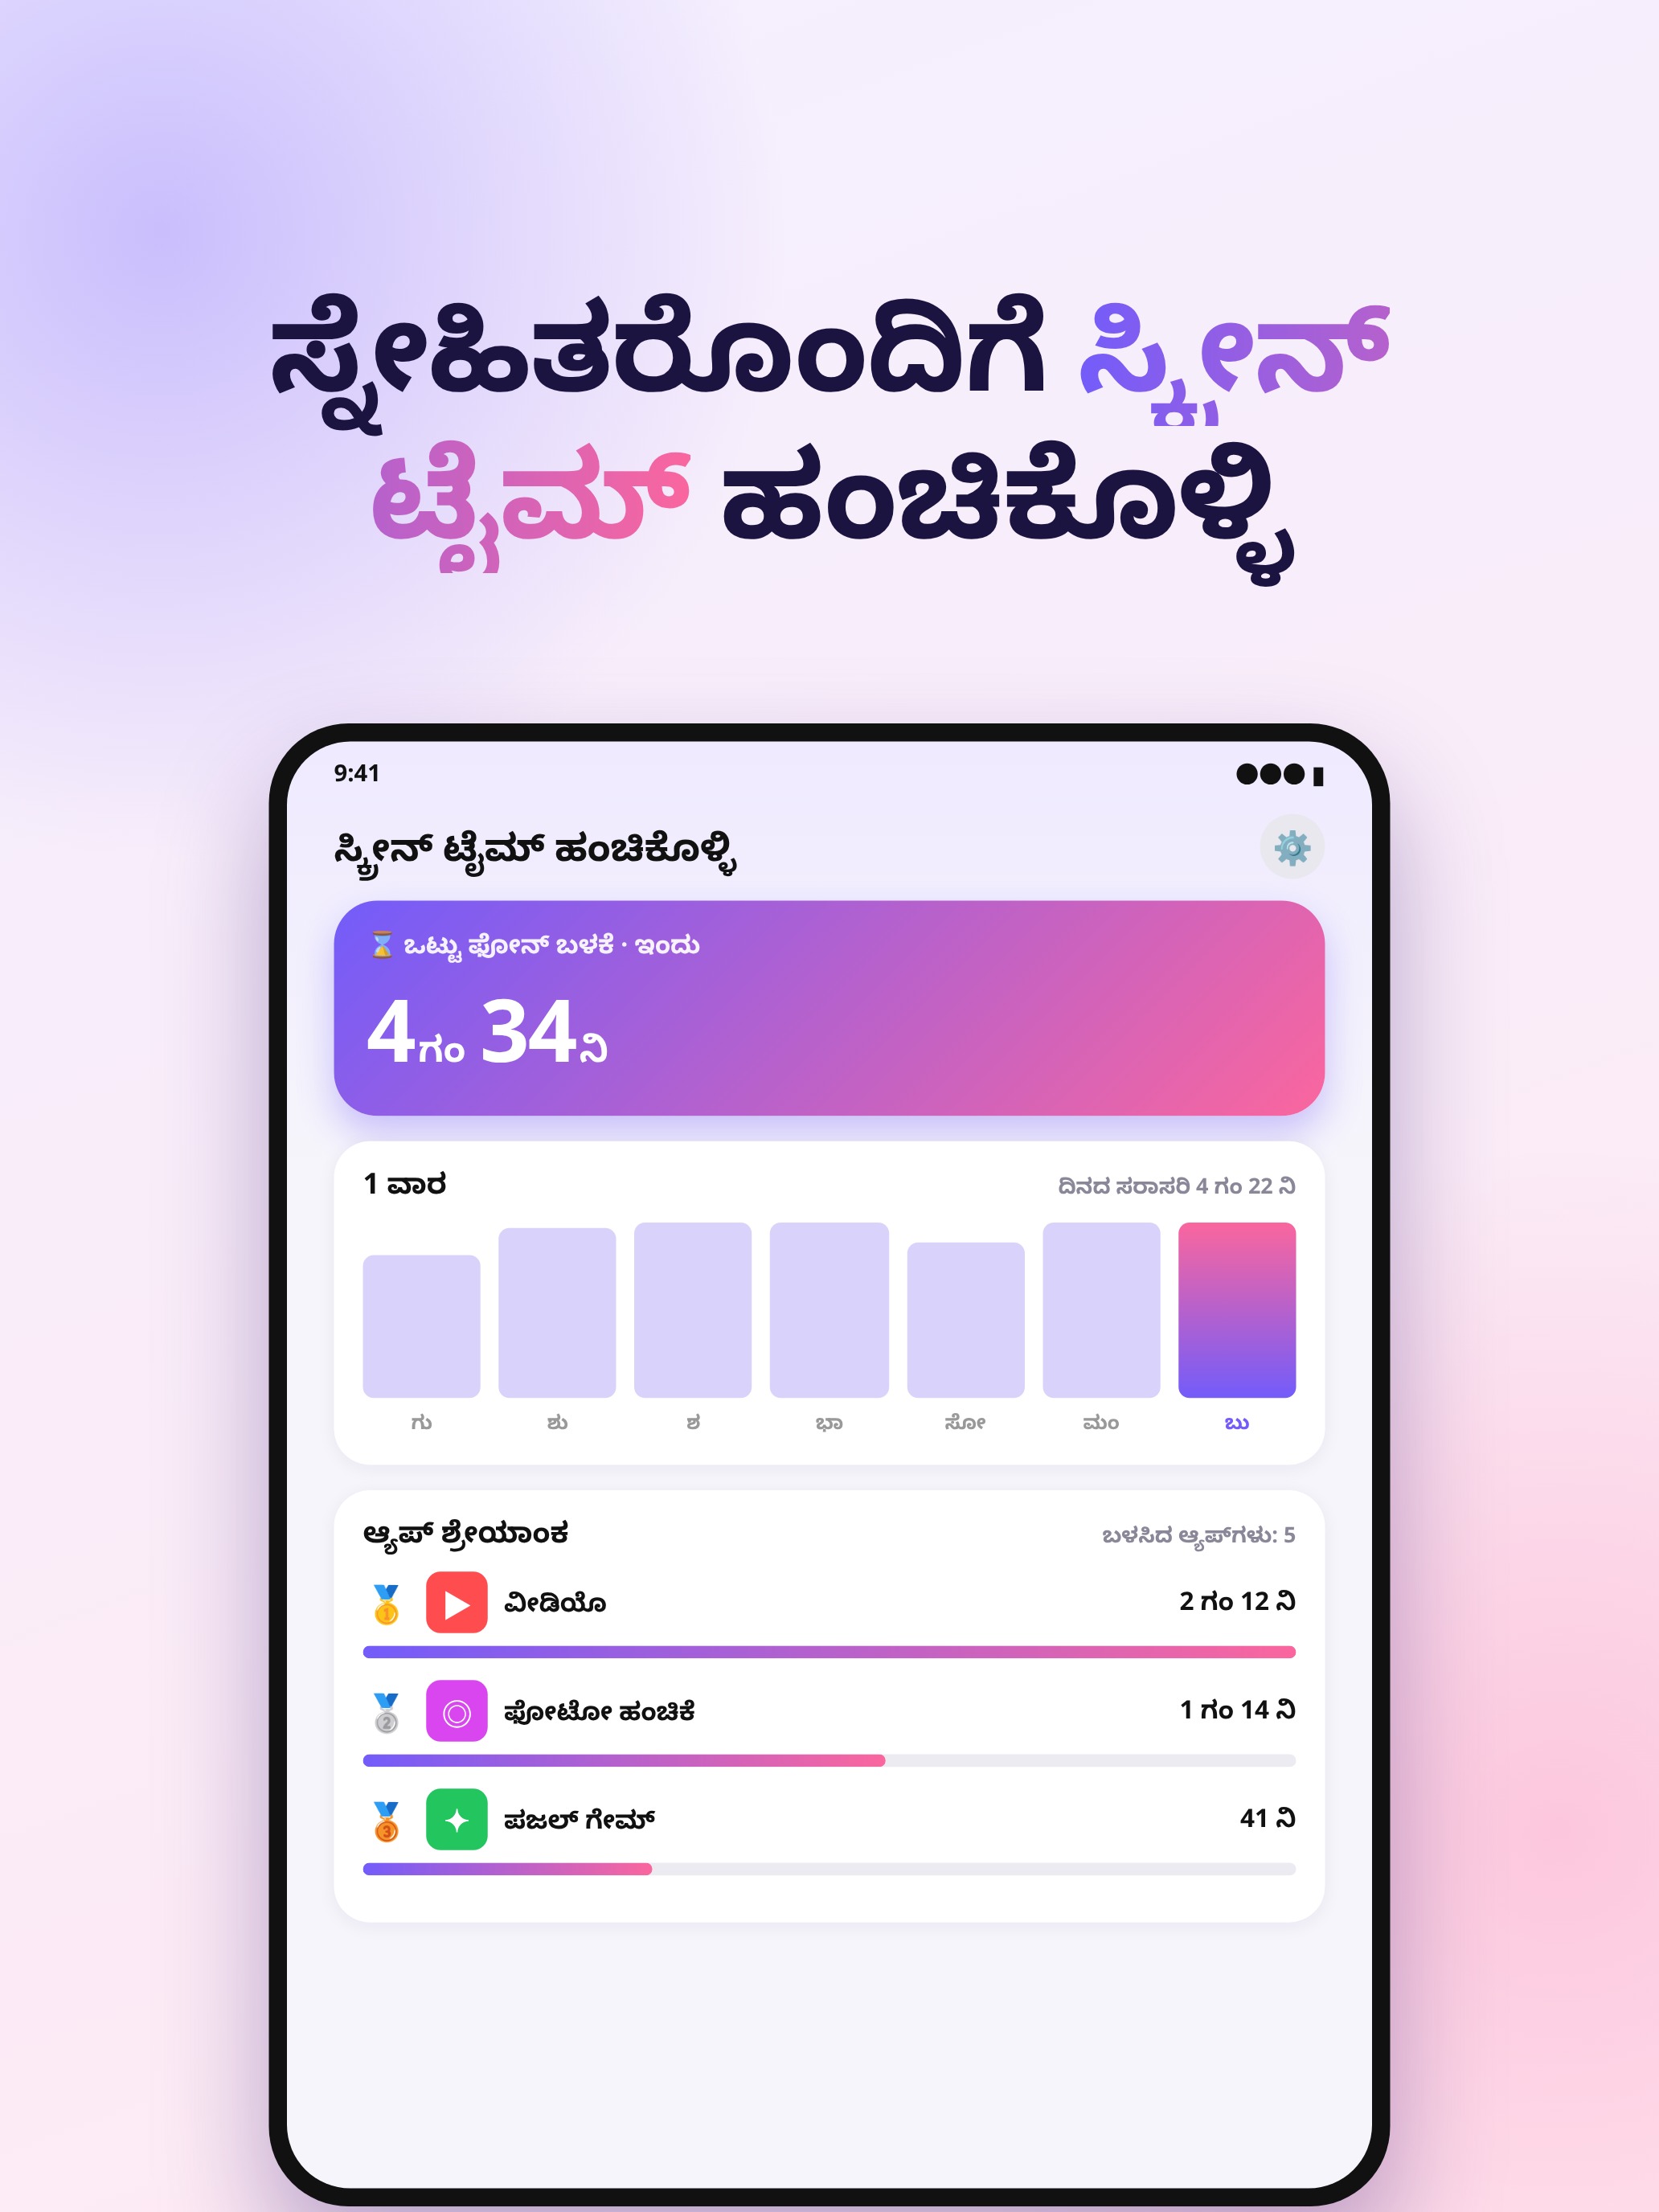 ಸ್ನೇಹಿತರೊಂದಿಗೆ ಸ್ಕ್ರೀನ್
ಟೈಮ್ ಹಂಚಿಕೊಳ್ಳಿ
9:41
ಸ್ಕ್ರೀನ್ ಟೈಮ್ ಹಂಚಿಕೊಳ್ಳಿ
⌛ ಒಟ್ಟು ಫೋನ್ ಬಳಕೆ · ಇಂದು
4ಗಂ 34ನಿ
1 ವಾರ
ದಿನದ ಸರಾಸರಿ 4 ಗಂ 22 ನಿ
ಗು ಶು ಶ ಭಾ ಸೋ ಮಂ ಬು
ಆ್ಯಪ್ ಶ್ರೇಯಾಂಕ
ಬಳಸಿದ ಆ್ಯಪ್‌ಗಳು: 5
🥇 ವೀಡಿಯೊ 2 ಗಂ 12 ನಿ
🥈 ಫೋಟೋ ಹಂಚಿಕೆ 1 ಗಂ 14 ನಿ
🥉 ಪಜಲ್ ಗೇಮ್ 41 ನಿ